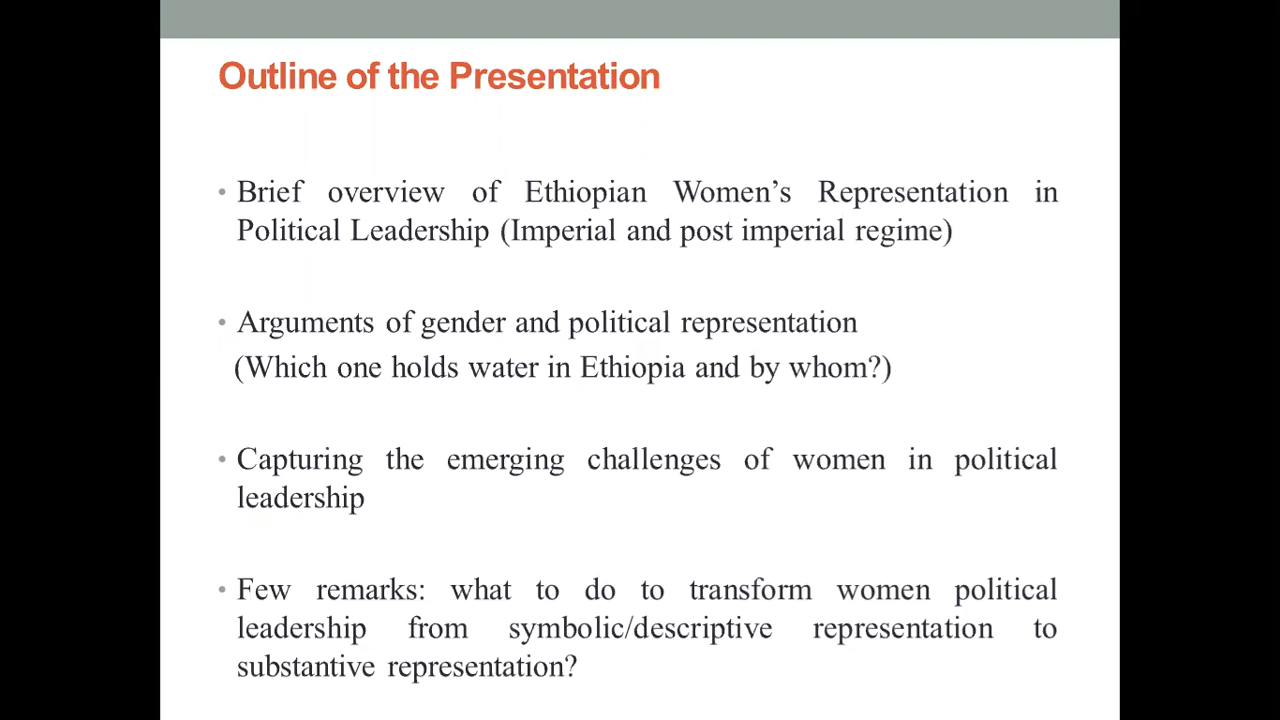 Outline of the Presentation
• Brief overview of Ethiopian Women’s Representation in
Political Leadership (Imperial and post imperial regime)
• Arguments of gender and political representation
(Which one holds water in Ethiopia and by whom?)
• Capturing the emerging challenges of women in political
leadership
• Few remarks: what to do to transform women political
leadership from symbolic/descriptive representation to
substantive representation?